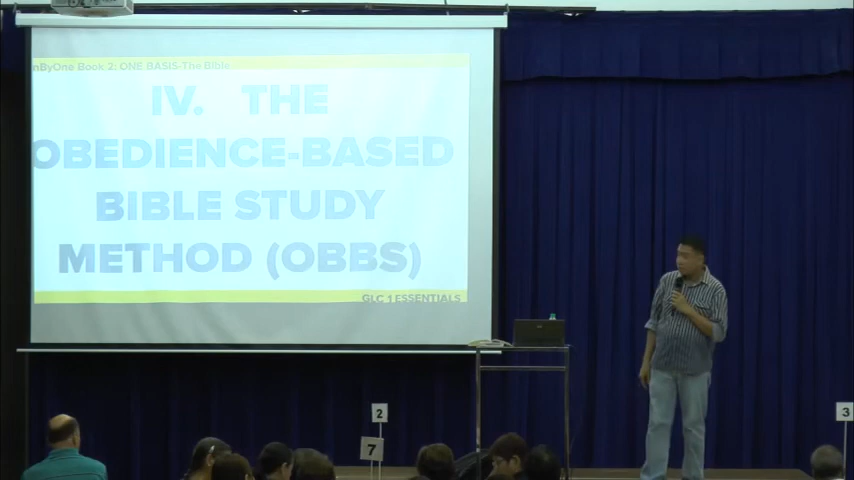 nByOne Book 2: ONE BASIS-The Bible
IV. THE
OBEDIENCE-BASED
BIBLE STUDY
METHOD (OBBS)
GLC 1 ESSENTIALS
2
7
3